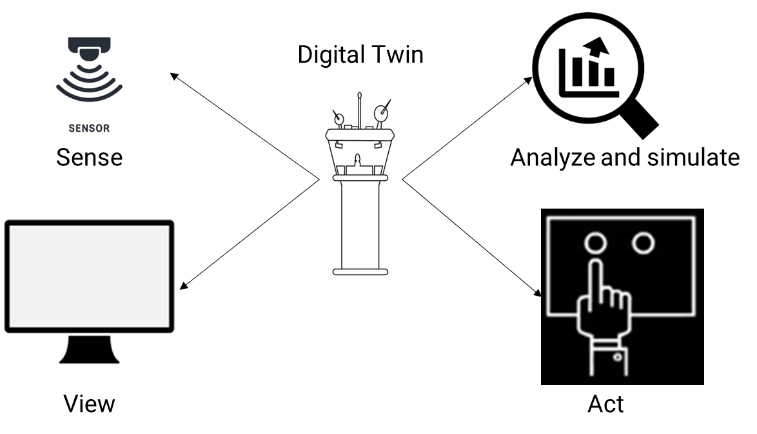 Digital Twin
SENSOR
Sense
Analyze and simulate
View
Act